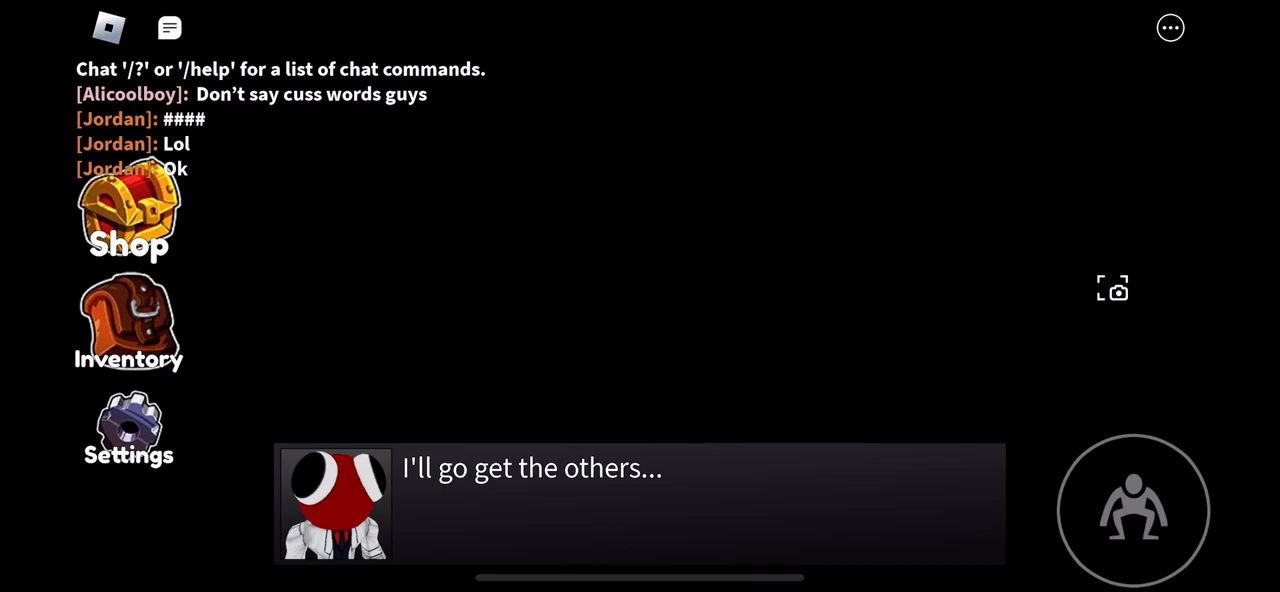 Chat '/?' or '/help' for a list of chat commands.
[Alicoolboy]: Don’t say cuss words guys
[Jordan]: ####
[Jordan]: Lol
[Jordan]: Ok
Shop
Inventory
Settings
I'll go get the others...